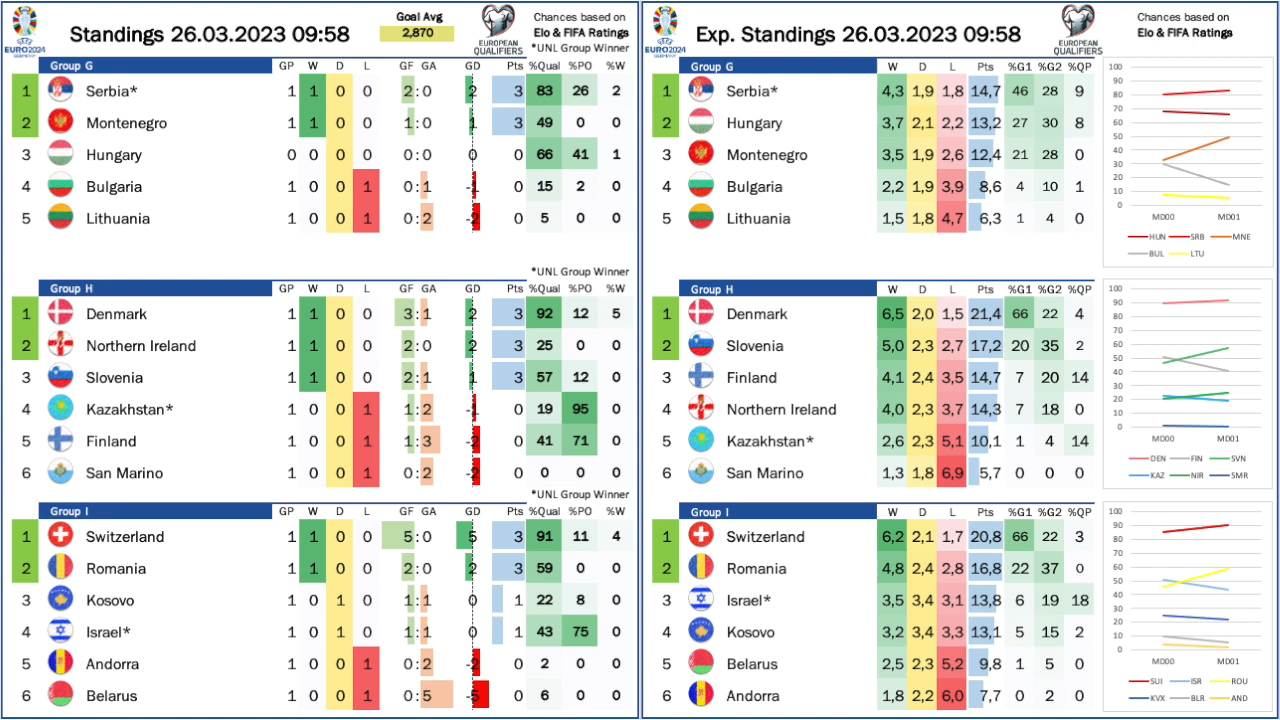 EURO2024
GERMANY
Standings 26.03.2023 09:58
Goal Avg
2,870
EUROPEAN
QUALIFIERS
Chances based on
Elo & FIFA Ratings
*UNL Group Winner
Group G GP W D L GF GA GD Pts %Qual %PO %W
1 Serbia* 1 1 0 0 2:0 2 3 83 26 2
2 Montenegro 1 1 0 0 1:0 1 3 49 0 0
3 Hungary 0 0 0 0 0:0 0 0 66 41 1
4 Bulgaria 1 0 0 1 0:1 -1 0 15 2 0
5 Lithuania 1 0 0 1 0:2 -2 0 5 0 0
*UNL Group Winner
Group H GP W D L GF GA GD Pts %Qual %PO %W
1 Denmark 1 1 0 0 3:1 2 3 92 12 5
2 Northern Ireland 1 1 0 0 2:0 2 3 25 0 0
3 Slovenia 1 1 0 0 2:1 1 3 57 12 0
4 Kazakhstan* 1 0 0 1 1:2 -1 0 19 95 0
5 Finland 1 0 0 1 1:3 -2 0 41 71 0
6 San Marino 1 0 0 1 0:2 -2 0 0 0 0
*UNL Group Winner
Group I GP W D L GF GA GD Pts %Qual %PO %W
1 Switzerland 1 1 0 0 5:0 5 3 91 11 4
2 Romania 1 1 0 0 2:0 2 3 59 0 0
3 Kosovo 1 0 1 0 1:1 0 1 22 8 0
4 Israel* 1 0 1 0 1:1 0 1 43 75 0
5 Andorra 1 0 0 1 0:2 -2 0 2 0 0
6 Belarus 1 0 0 1 0:5 -5 0 6 0 0
EURO2024
GERMANY
Exp. Standings 26.03.2023 09:58
EUROPEAN
QUALIFIERS
Chances based on
Elo & FIFA Ratings
Group G W D L Pts %G1 %G2 %QP
1 Serbia* 4,3 1,9 1,8 14,7 46 28 9
2 Hungary 3,7 2,1 2,2 13,2 27 30 8
3 Montenegro 3,5 1,9 2,6 12,4 21 28 0
4 Bulgaria 2,2 1,9 3,9 8,6 4 10 1
5 Lithuania 1,5 1,8 4,7 6,3 1 4 0
100
90
80
70
60
50
40
30
20
10
0
MD00 MD01
HUN SRB MNE
BUL LTU
Group H W D L Pts %G1 %G2 %QP
1 Denmark 6,5 2,0 1,5 21,4 66 22 4
2 Slovenia 5,0 2,3 2,7 17,2 20 35 2
3 Finland 4,1 2,4 3,5 14,7 7 20 14
4 Northern Ireland 4,0 2,3 3,7 14,3 7 18 0
5 Kazakhstan* 2,6 2,3 5,1 10,1 1 4 14
6 San Marino 1,3 1,8 6,9 5,7 0 0 0
100
90
80
70
60
50
40
30
20
10
0
MD00 MD01
DEN FIN SVN
KAZ NIR SMR
Group I W D L Pts %G1 %G2 %QP
1 Switzerland 6,2 2,1 1,7 20,8 66 22 3
2 Romania 4,8 2,4 2,8 16,8 22 37 0
3 Israel* 3,5 3,4 3,1 13,8 6 19 18
4 Kosovo 3,2 3,4 3,3 13,1 5 15 2
5 Belarus 2,5 2,3 5,2 9,8 1 5 0
6 Andorra 1,8 2,2 6,0 7,7 0 2 0
100
90
80
70
60
50
40
30
20
10
0
MD00 MD01
SUI ISR ROU
KVX BLR AND